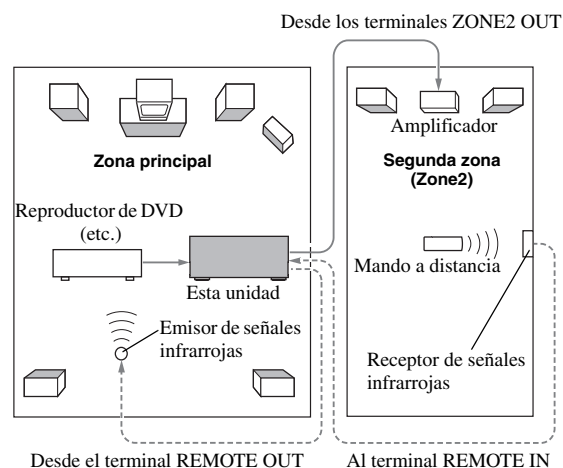 Desde los terminales ZONE2 OUT
Zona principal
Amplificador
Segunda zona
(Zone2)
Reproductor de DVD
(etc.)
Esta unidad
Mando a distancia
Emisor de señales
infrarrojas
Receptor de señales
infrarrojas
Desde el terminal REMOTE OUT
Al terminal REMOTE IN